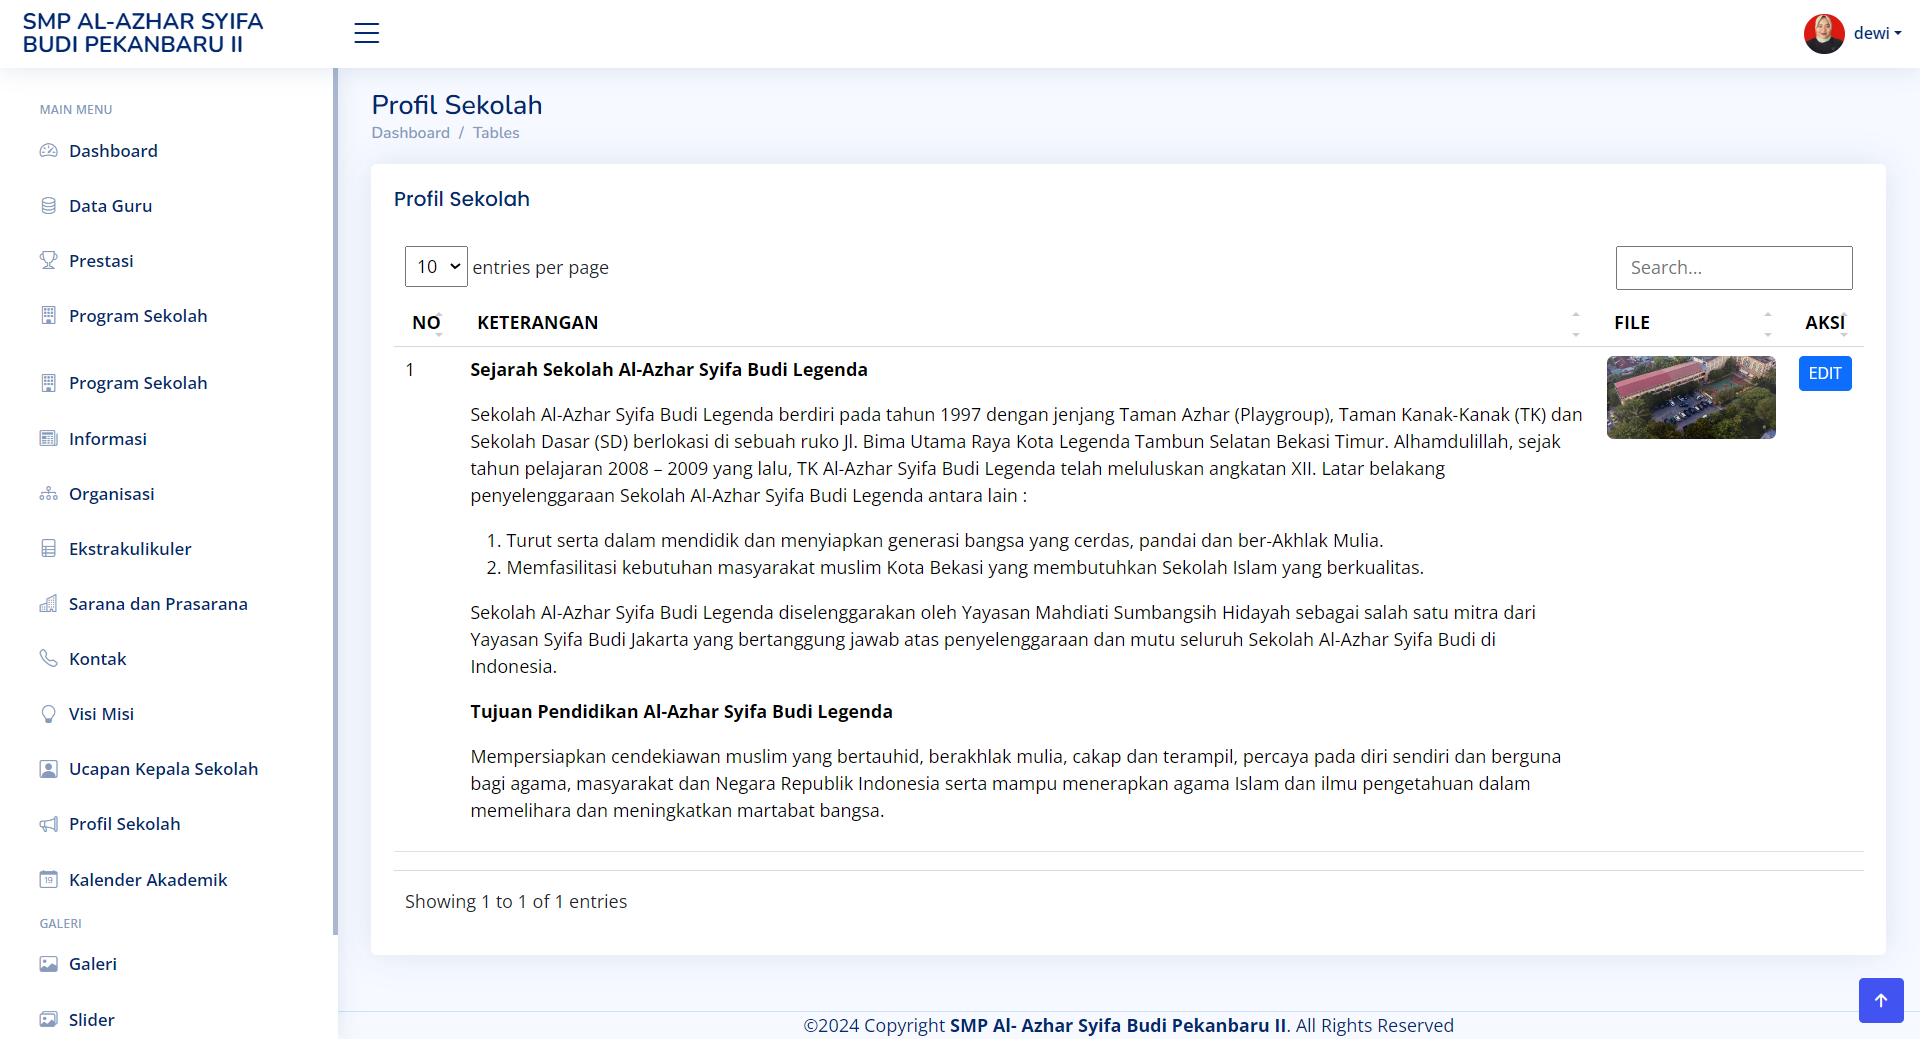 SMP AL-AZHAR SYIFA
BUDI PEKANBARU II
dewi
MAIN MENU
Dashboard
Data Guru
Prestasi
Program Sekolah
Program Sekolah
Informasi
Organisasi
Ekstrakulikuler
Sarana dan Prasarana
Kontak
Visi Misi
Ucapan Kepala Sekolah
Profil Sekolah
19 Kalender Akademik
GALERI
Galeri
Slider
Profil Sekolah
Dashboard / Tables
Profil Sekolah
10 entries per page
Search...
NO KETERANGAN FILE AKSI
1 Sejarah Sekolah Al-Azhar Syifa Budi Legenda EDIT
Sekolah Al-Azhar Syifa Budi Legenda berdiri pada tahun 1997 dengan jenjang Taman Azhar (Playgroup), Taman Kanak-Kanak (TK) dan
Sekolah Dasar (SD) berlokasi di sebuah ruko Jl. Bima Utama Raya Kota Legenda Tambun Selatan Bekasi Timur. Alhamdulillah, sejak
tahun pelajaran 2008 – 2009 yang lalu, TK Al-Azhar Syifa Budi Legenda telah meluluskan angkatan XII. Latar belakang
penyelenggaraan Sekolah Al-Azhar Syifa Budi Legenda antara lain :
1. Turut serta dalam mendidik dan menyiapkan generasi bangsa yang cerdas, pandai dan ber-Akhlak Mulia.
2. Memfasilitasi kebutuhan masyarakat muslim Kota Bekasi yang membutuhkan Sekolah Islam yang berkualitas.
Sekolah Al-Azhar Syifa Budi Legenda diselenggarakan oleh Yayasan Mahdiati Sumbangsih Hidayah sebagai salah satu mitra dari
Yayasan Syifa Budi Jakarta yang bertanggung jawab atas penyelenggaraan dan mutu seluruh Sekolah Al-Azhar Syifa Budi di
Indonesia.
Tujuan Pendidikan Al-Azhar Syifa Budi Legenda
Mempersiapkan cendekiawan muslim yang bertauhid, berakhlak mulia, cakap dan terampil, percaya pada diri sendiri dan berguna
bagi agama, masyarakat dan Negara Republik Indonesia serta mampu menerapkan agama Islam dan ilmu pengetahuan dalam
memelihara dan meningkatkan martabat bangsa.
Showing 1 to 1 of 1 entries
©2024 Copyright SMP Al- Azhar Syifa Budi Pekanbaru II. All Rights Reserved